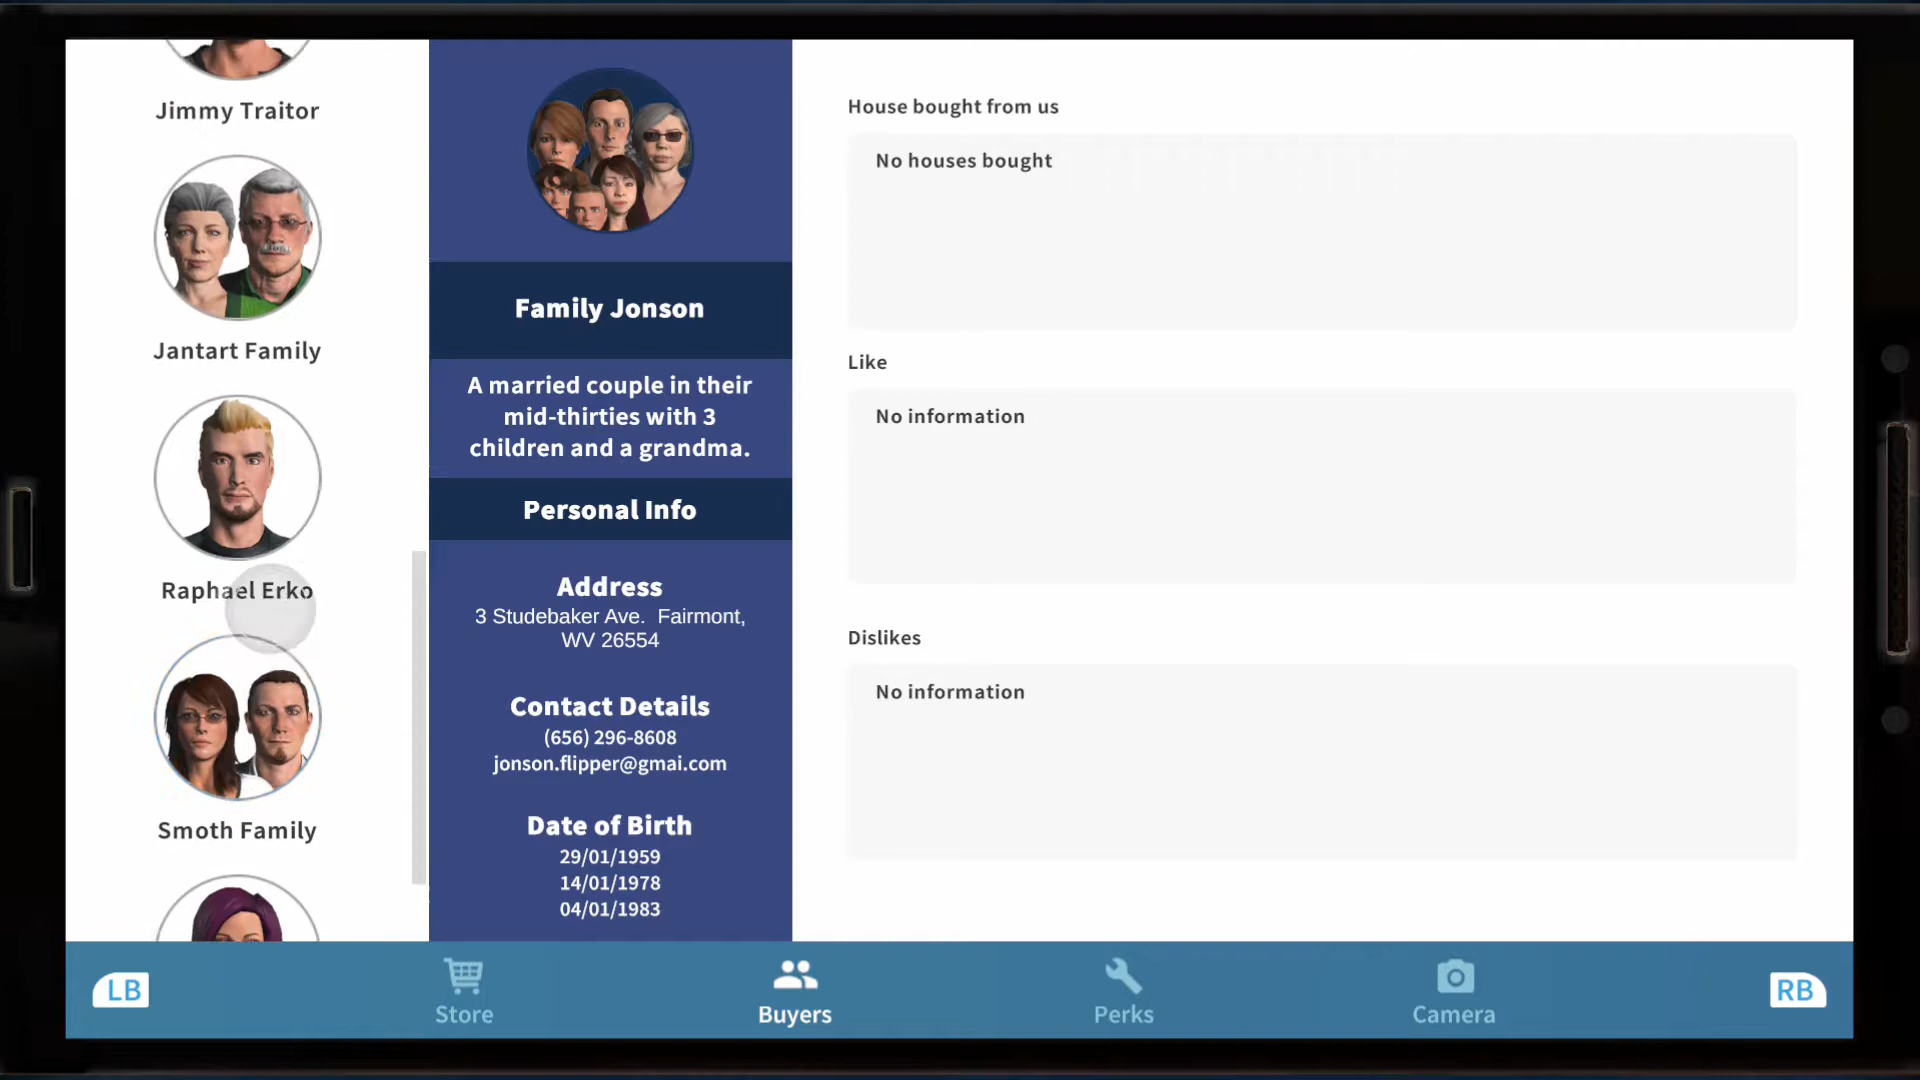 Jimmy Traitor
Jantart Family
Raphael Erko
Smoth Family
Family Jonson
A married couple in their
mid-thirties with 3
children and a grandma.
Personal Info
Address
3 Studebaker Ave.  Fairmont,
WV 26554
Contact Details
(656) 296-8608
jonson.flipper@gmai.com
Date of Birth
29/01/1959
14/01/1978
04/01/1983
House bought from us
No houses bought
Like
No information
Dislikes
No information
LB
Store
Buyers
Perks
Camera
RB